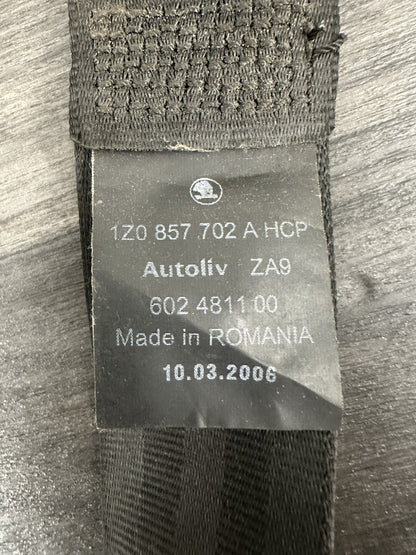 1Z0 857 702 A HCP
Autoliv ZA9
602 4811 00
Made in ROMANIA
10.03.2006